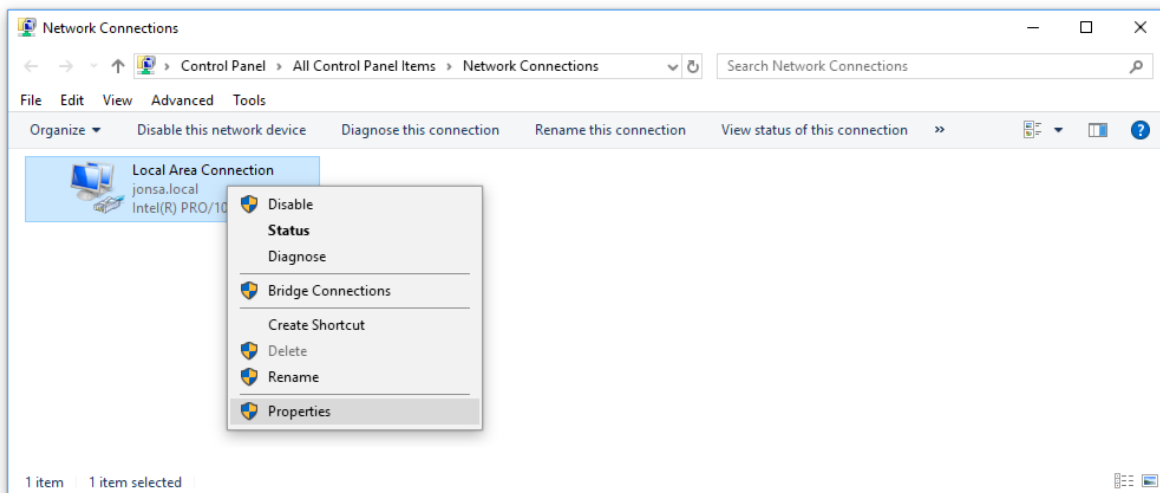 Network Connections
Control Panel › All Control Panel Items › Network Connections
Search Network Connections
File Edit View Advanced Tools
Organize Disable this network device Diagnose this connection Rename this connection View status of this connection »
Local Area Connection
jonsa.local
Intel(R) PRO/10
Disable
Status
Diagnose
Bridge Connections
Create Shortcut
Delete
Rename
Properties
1 item 1 item selected